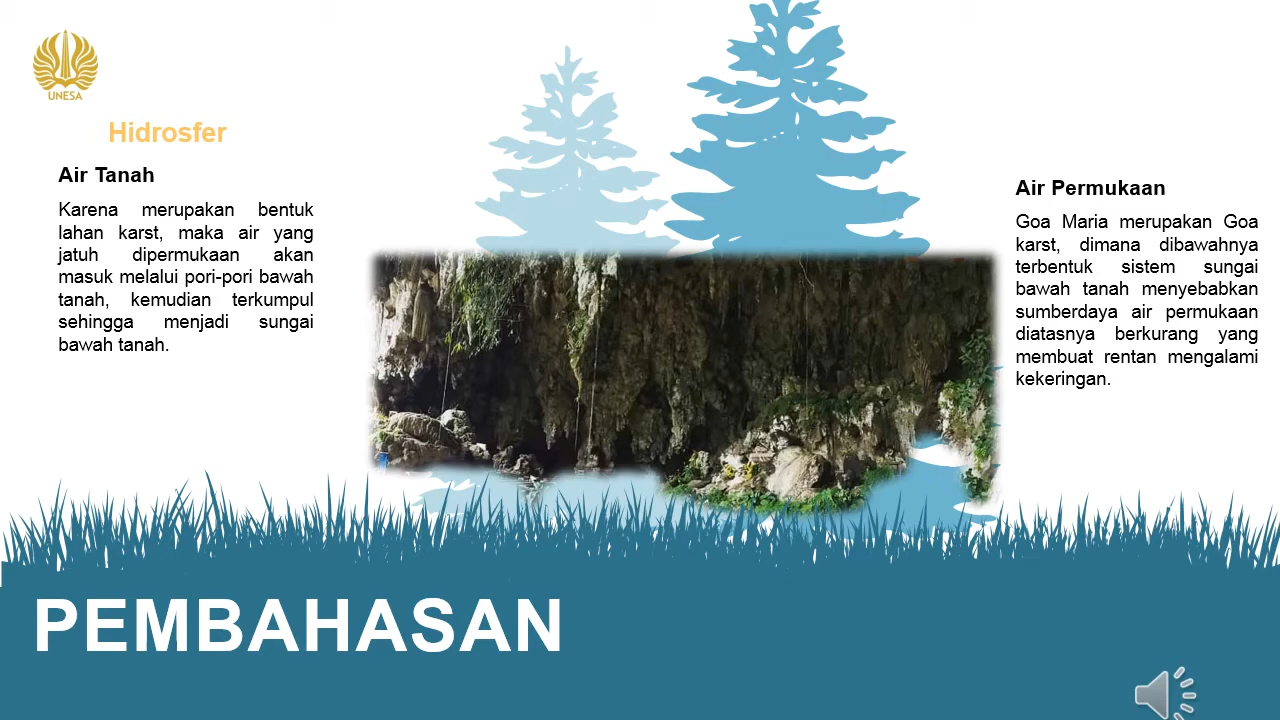 UNESA
Hidrosfer
Air Tanah
Karena merupakan bentuk
lahan karst, maka air yang
jatuh dipermukaan akan
masuk melalui pori-pori bawah
tanah, kemudian terkumpul
sehingga menjadi sungai
bawah tanah.
Air Permukaan
Goa Maria merupakan Goa
karst, dimana dibawahnya
terbentuk sistem sungai
bawah tanah menyebabkan
sumberdaya air permukaan
diatasnya berkurang yang
membuat rentan mengalami
kekeringan.
PEMBAHASAN